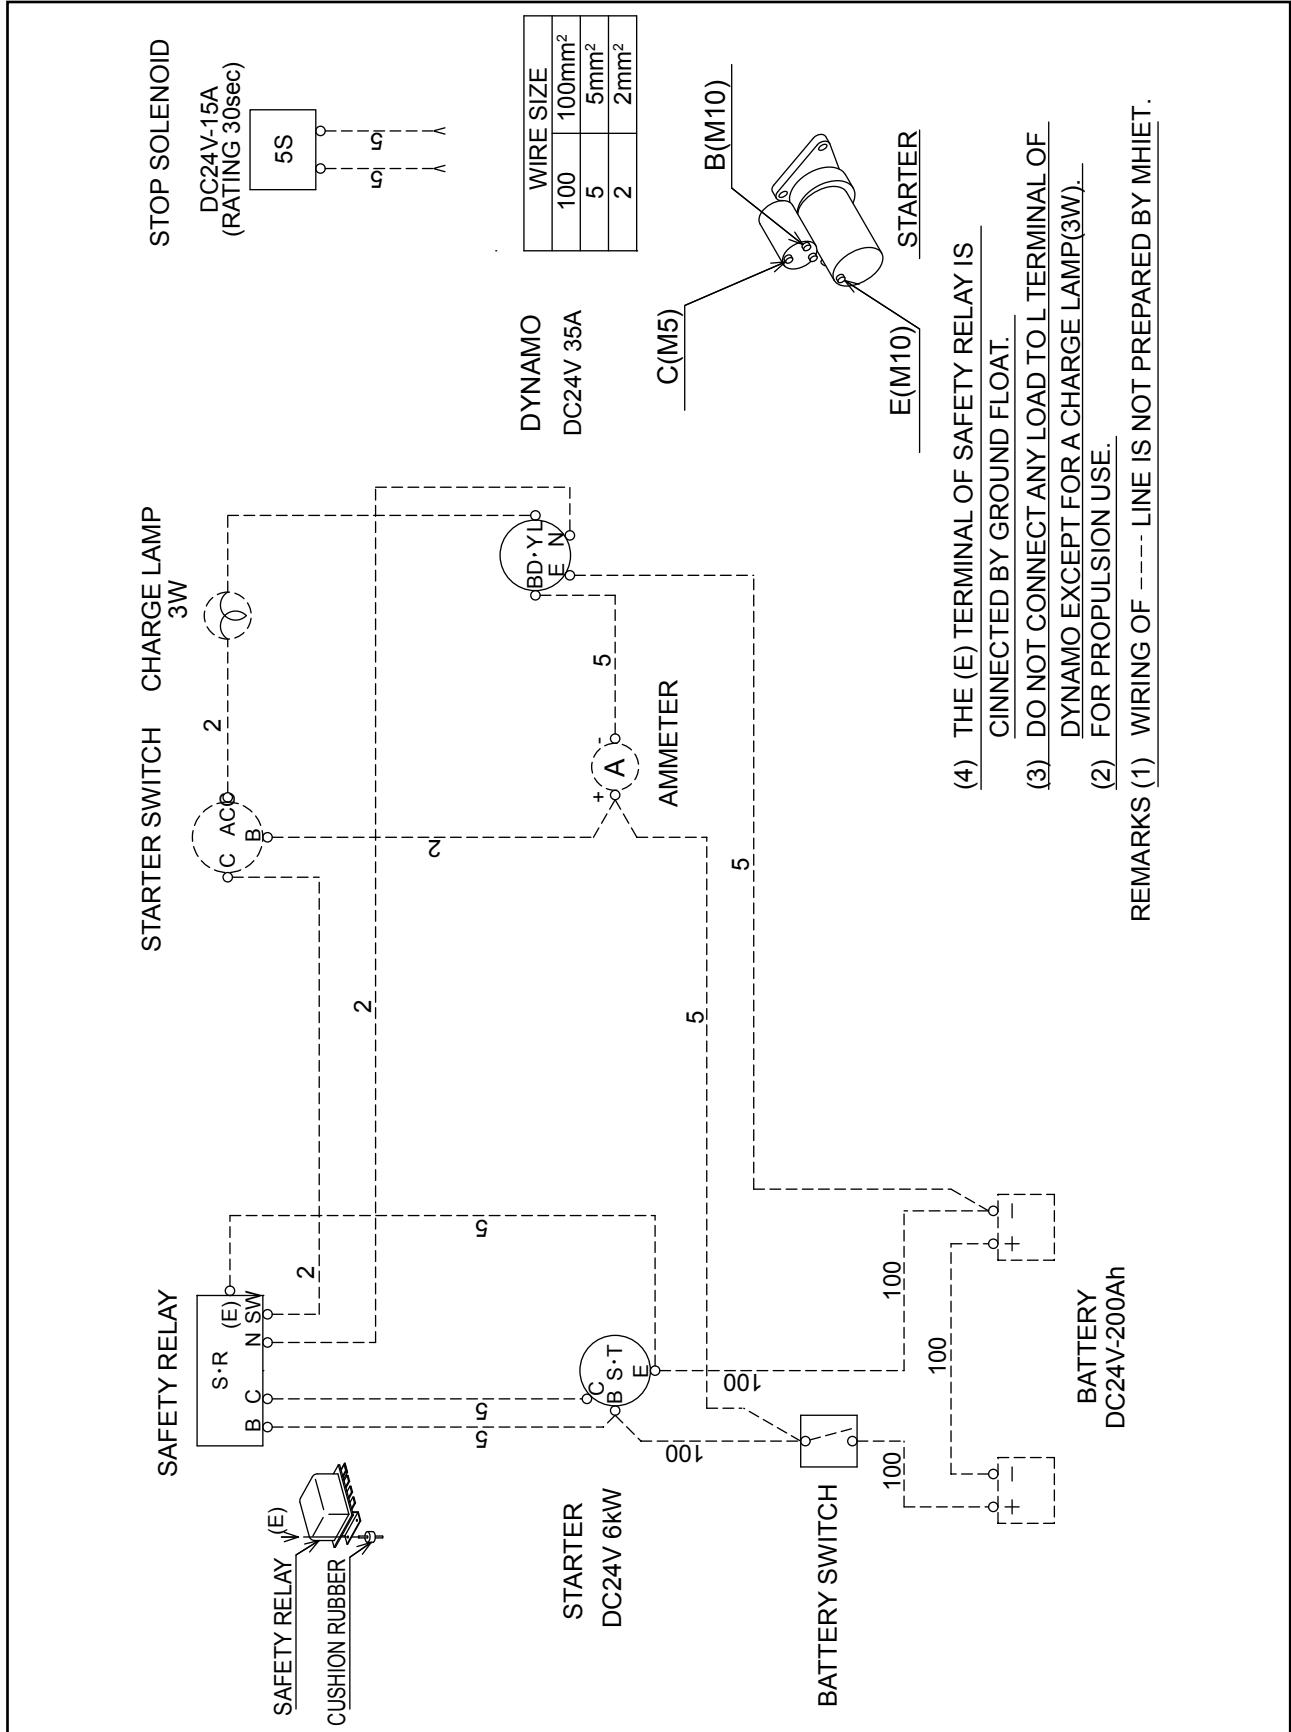 STOP SOLENOID
DC24V-15A
(RATING 30sec)
5S
5
5
WIRE SIZE
100 100mm²
5 5mm²
2 2mm²
CHARGE LAMP
3W
STARTER SWITCH
C ACC
B
2
2
2
2
DYNAMO
DC24V 35A
BD・YL
E N
5
AMMETER
+ A -
5
5
SAFETY RELAY
S・R
(E)
B C N SW
5
5
5
SAFETY RELAY
(E)
CUSHION RUBBER
STARTER
DC24V 6kW
C
B S・T
E
100
100
BATTERY SWITCH
100
100
100
+ -
+ -
BATTERY
DC24V-200Ah
C(M5)
B(M10)
E(M10)
STARTER
(4) THE (E) TERMINAL OF SAFETY RELAY IS
CINNECTED BY GROUND FLOAT.
(3) DO NOT CONNECT ANY LOAD TO L TERMINAL OF
DYNAMO EXCEPT FOR A CHARGE LAMP(3W).
(2) FOR PROPULSION USE.
REMARKS (1) WIRING OF ----- LINE IS NOT PREPARED BY MHIET.